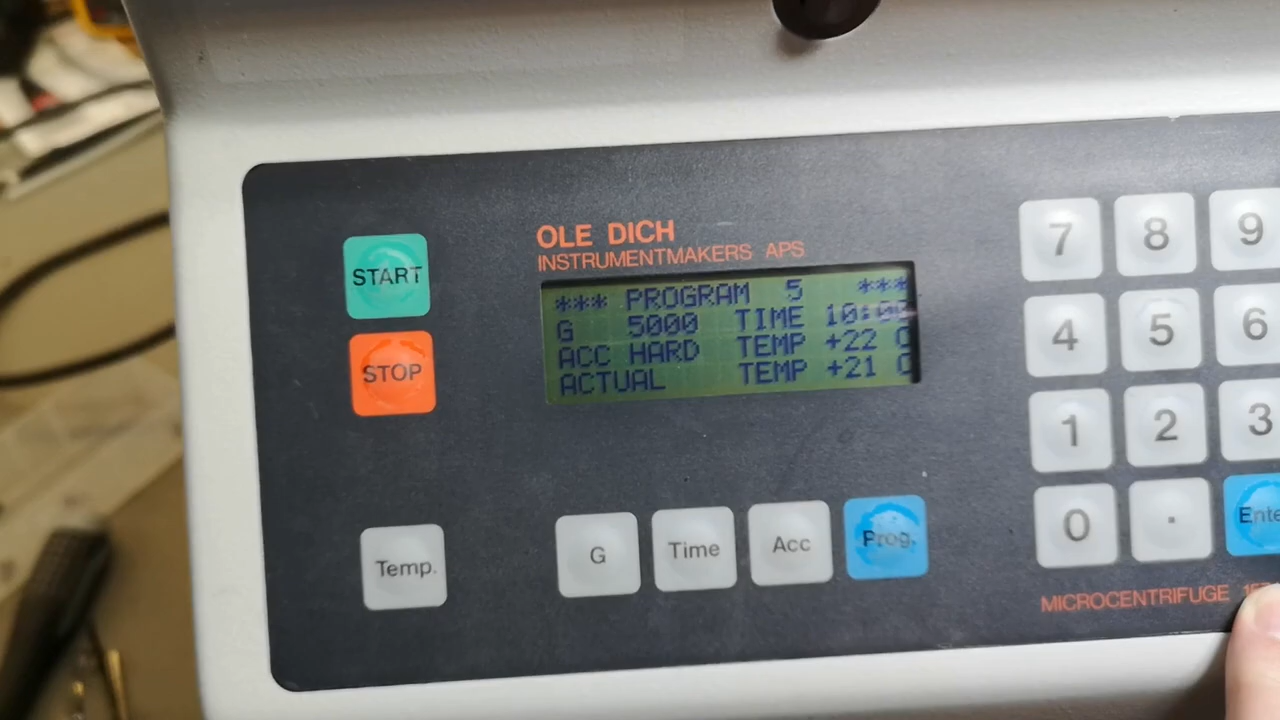 OLE DICH
INSTRUMENTMAKERS APS
*** PROGRAM 5 ***
G 5000 TIME 10:00
ACC HARD TEMP +22 C
ACTUAL TEMP +21 C
START
STOP
Temp.
G
Time
Acc
Prog.
7 8 9
4 5 6
1 2 3
0 .
MICROCENTRIFUGE